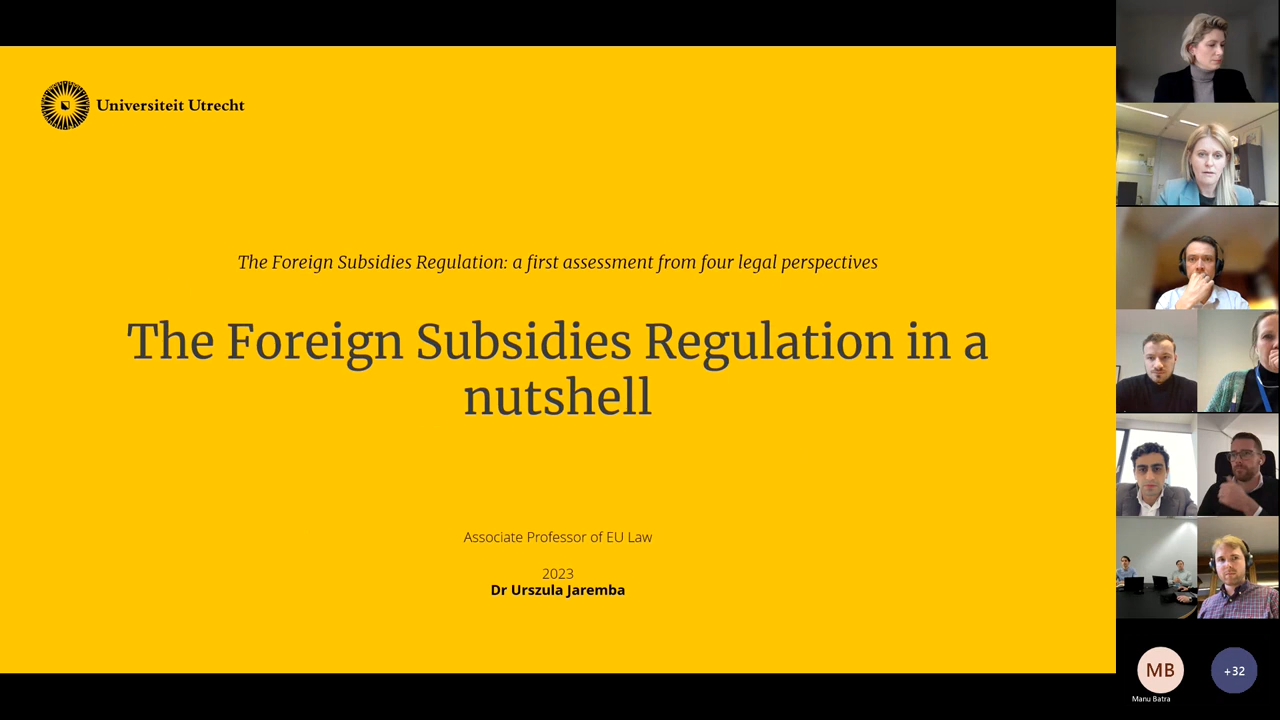 Universiteit Utrecht
The Foreign Subsidies Regulation: a first assessment from four legal perspectives
The Foreign Subsidies Regulation in a
nutshell
Associate Professor of EU Law
2023
Dr Urszula Jaremba
MB
+32
Manu Batra